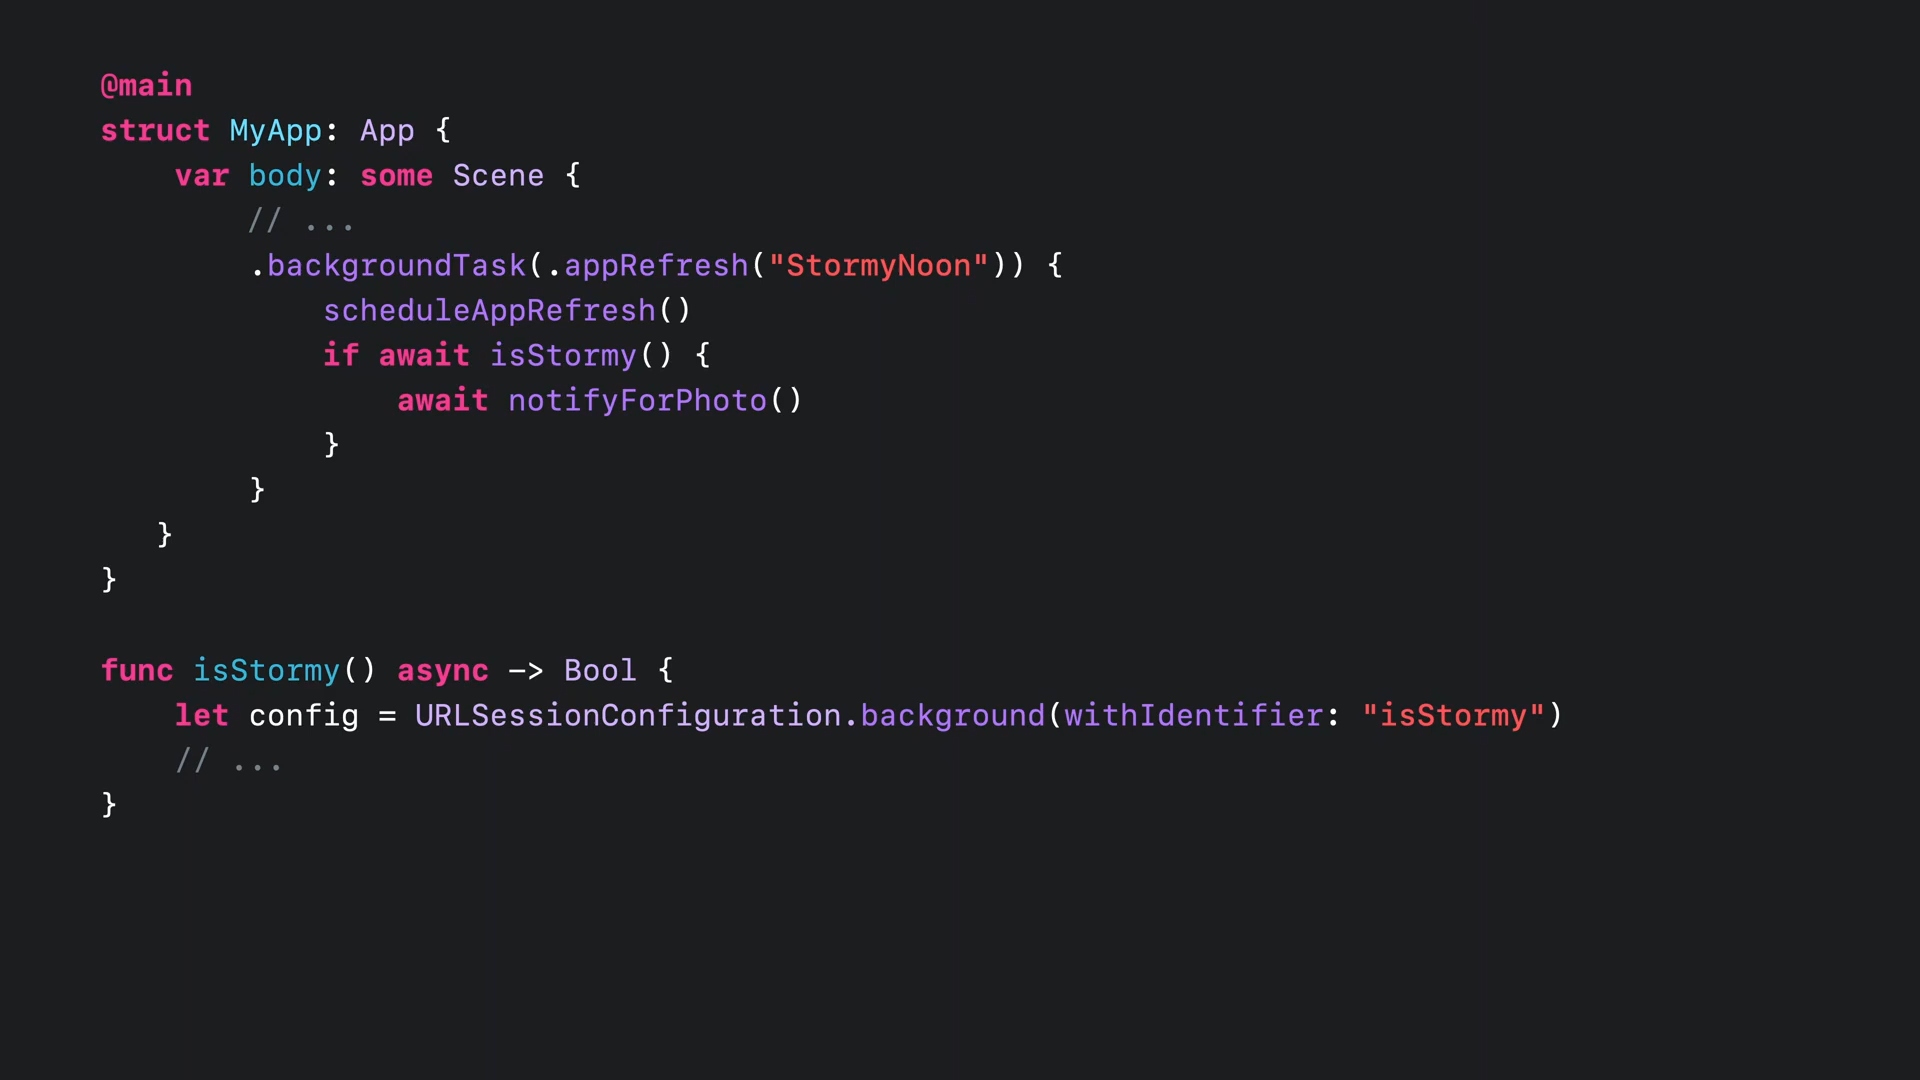 @main
struct MyApp: App {
    var body: some Scene {
        // ...
        .backgroundTask(.appRefresh("StormyNoon")) {
            scheduleAppRefresh()
            if await isStormy() {
                await notifyForPhoto()
            }
        }
    }
}

func isStormy() async -> Bool {
    let config = URLSessionConfiguration.background(withIdentifier: "isStormy")
    // ...
}